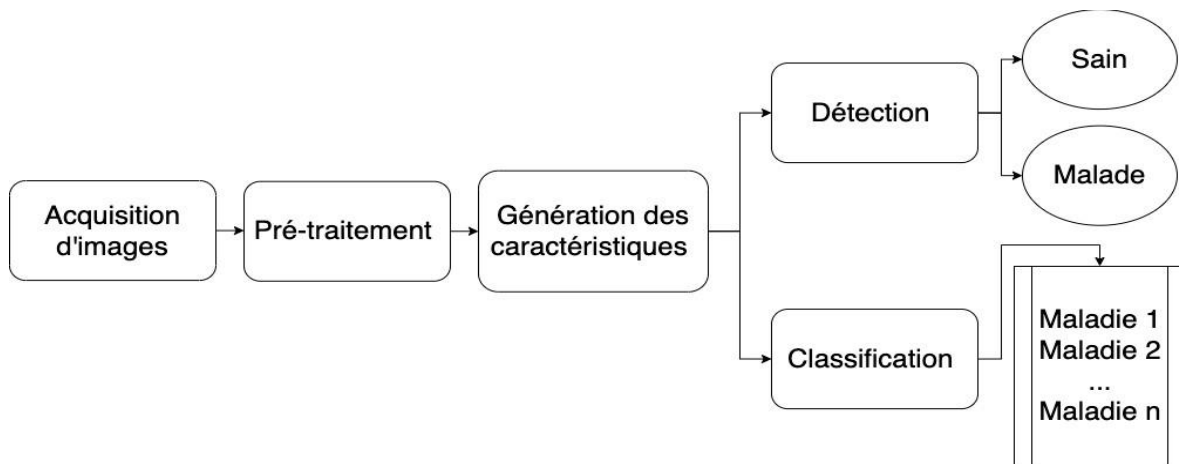 Acquisition
d'images
Pré-traitement
Génération des
caractéristiques
Détection
Sain
Malade
Classification
Maladie 1
Maladie 2
...
Maladie n